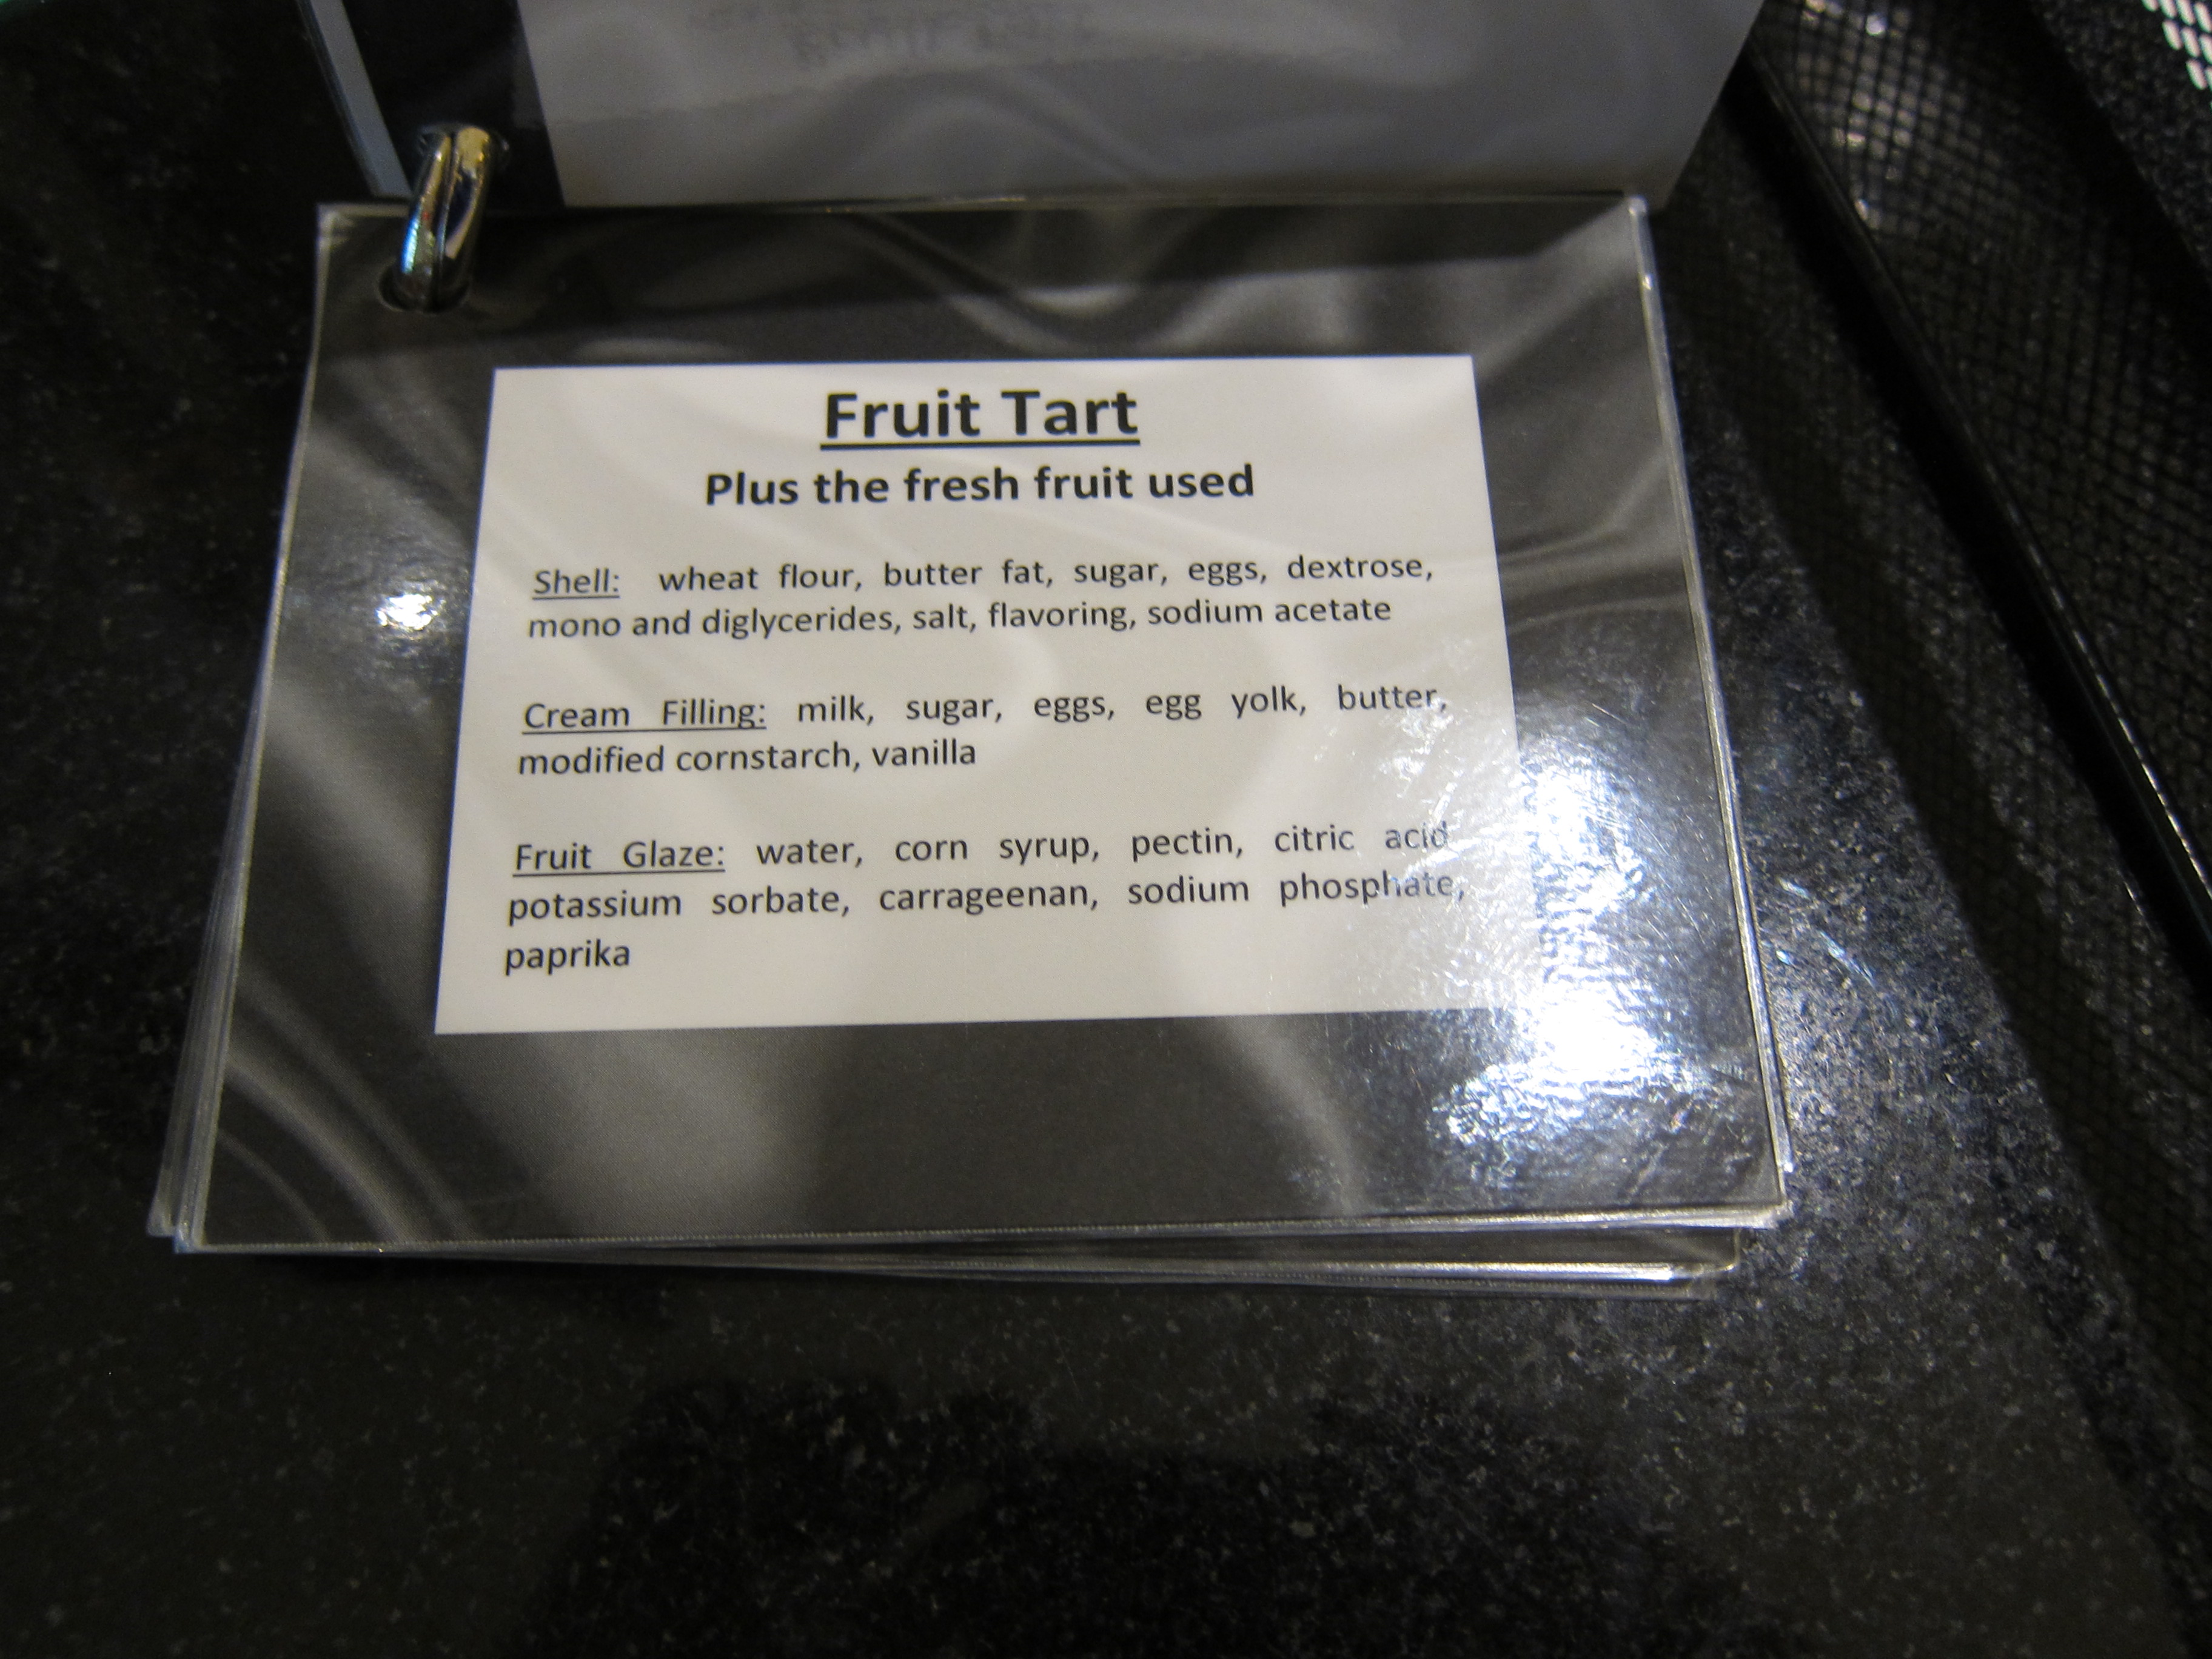 Fruit Tart
Plus the fresh fruit used
Shell: wheat flour, butter fat, sugar, eggs, dextrose,
mono and diglycerides, salt, flavoring, sodium acetate
Cream Filling: milk, sugar, eggs, egg yolk, butter,
modified cornstarch, vanilla
Fruit Glaze: water, corn syrup, pectin, citric acid
potassium sorbate, carrageenan, sodium phosphate,
paprika